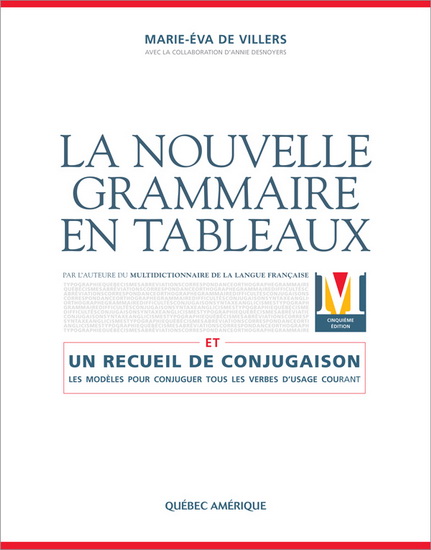 MARIE-ÉVA DE VILLERS
AVEC LA COLLABORATION D'ANNIE DESNOYERS
LA NOUVELLE
GRAMMAIRE
EN TABLEAUX
PAR L'AUTEURE DU MULTIDICTIONNAIRE DE LA LANGUE FRANÇAISE
M
CINQUIÈME
ÉDITION
ET
UN RECUEIL DE CONJUGAISON
LES MODÈLES POUR CONJUGUER TOUS LES VERBES D'USAGE COURANT
QUÉBEC AMÉRIQUE